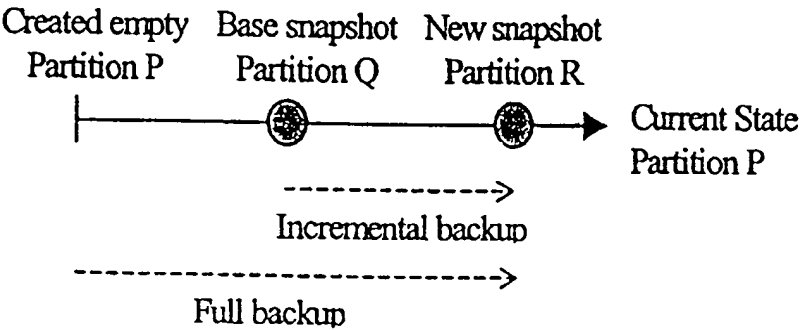 Created empty
Partition P
Base snapshot
Partition Q
New snapshot
Partition R
Current State
Partition P
Incremental backup
Full backup